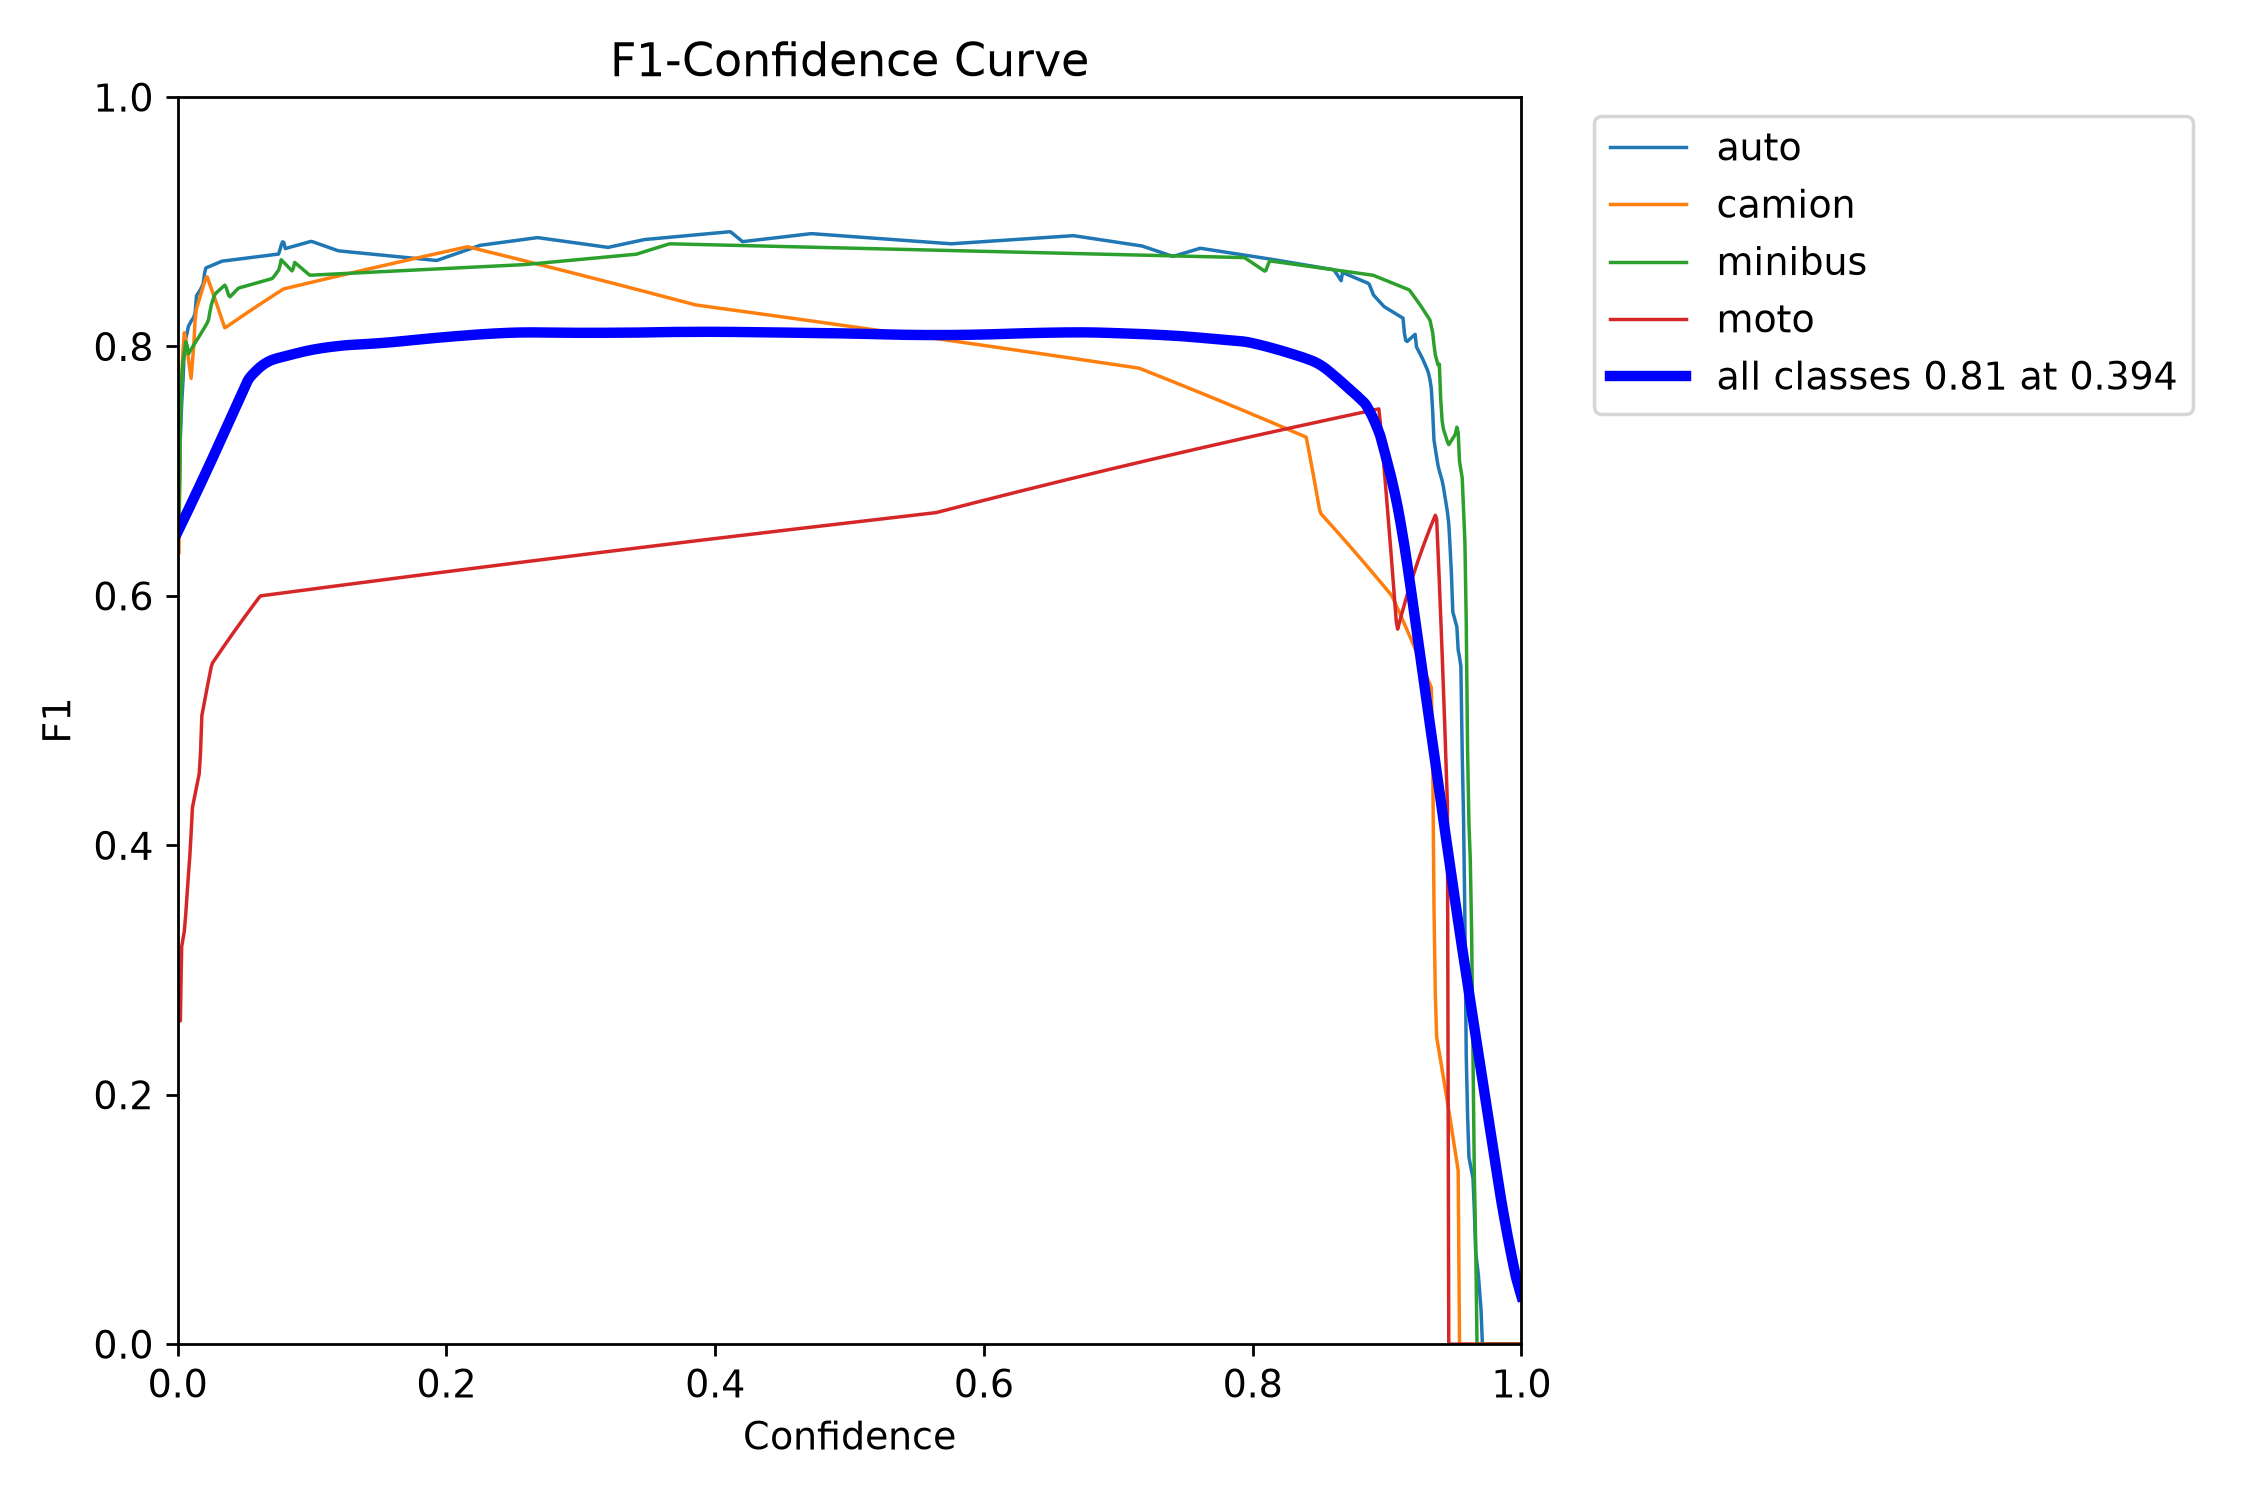 F1-Confidence Curve
1.0
0.8
0.6
0.4
0.2
0.0
F1
0.0 0.2 0.4 0.6 0.8 1.0
Confidence
auto
camion
minibus
moto
all classes 0.81 at 0.394